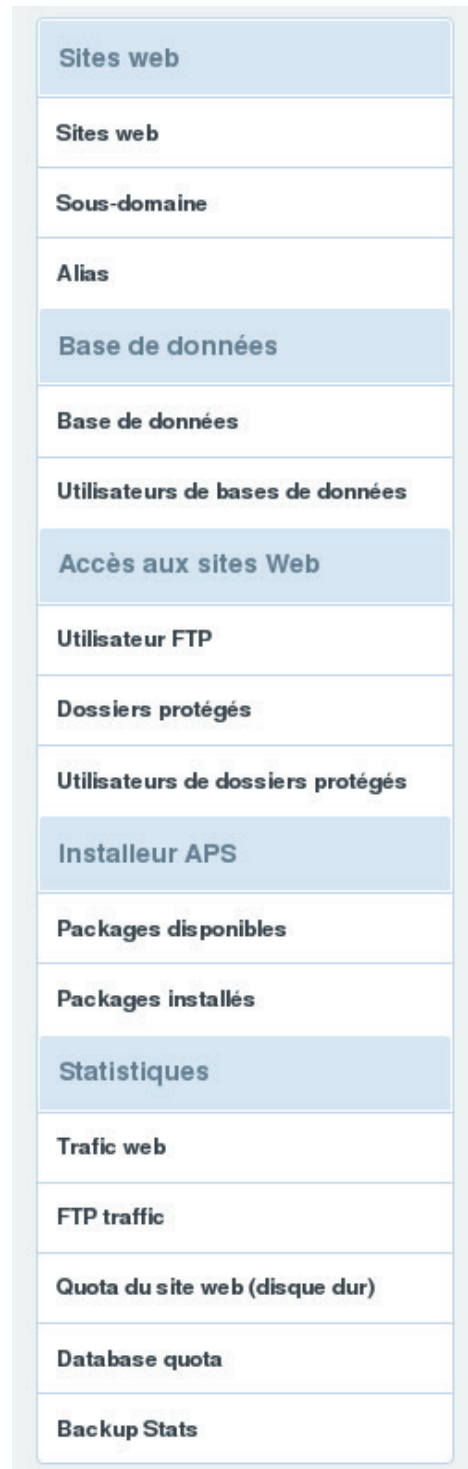 Sites web
Sites web
Sous-domaine
Alias
Base de données
Base de données
Utilisateurs de bases de données
Accès aux sites Web
Utilisateur FTP
Dossiers protégés
Utilisateurs de dossiers protégés
Installeur APS
Packages disponibles
Packages installés
Statistiques
Trafic web
FTP traffic
Quota du site web (disque dur)
Database quota
Backup Stats